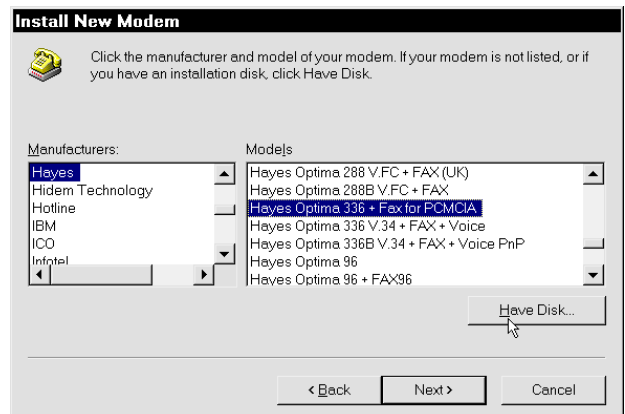 Install New Modem
Click the manufacturer and model of your modem. If your modem is not listed, or if
you have an installation disk, click Have Disk.
Manufacturers:
Hayes
Hidem Technology
Hotline
IBM
ICO
Infotel
Models
Hayes Optima 288 V.FC + FAX (UK)
Hayes Optima 288B V.FC + FAX
Hayes Optima 336 + Fax for PCMCIA
Hayes Optima 336 V.34 + FAX + Voice
Hayes Optima 336B V.34 + FAX + Voice PnP
Hayes Optima 96
Hayes Optima 96 + FAX96
Have Disk...
< Back
Next >
Cancel